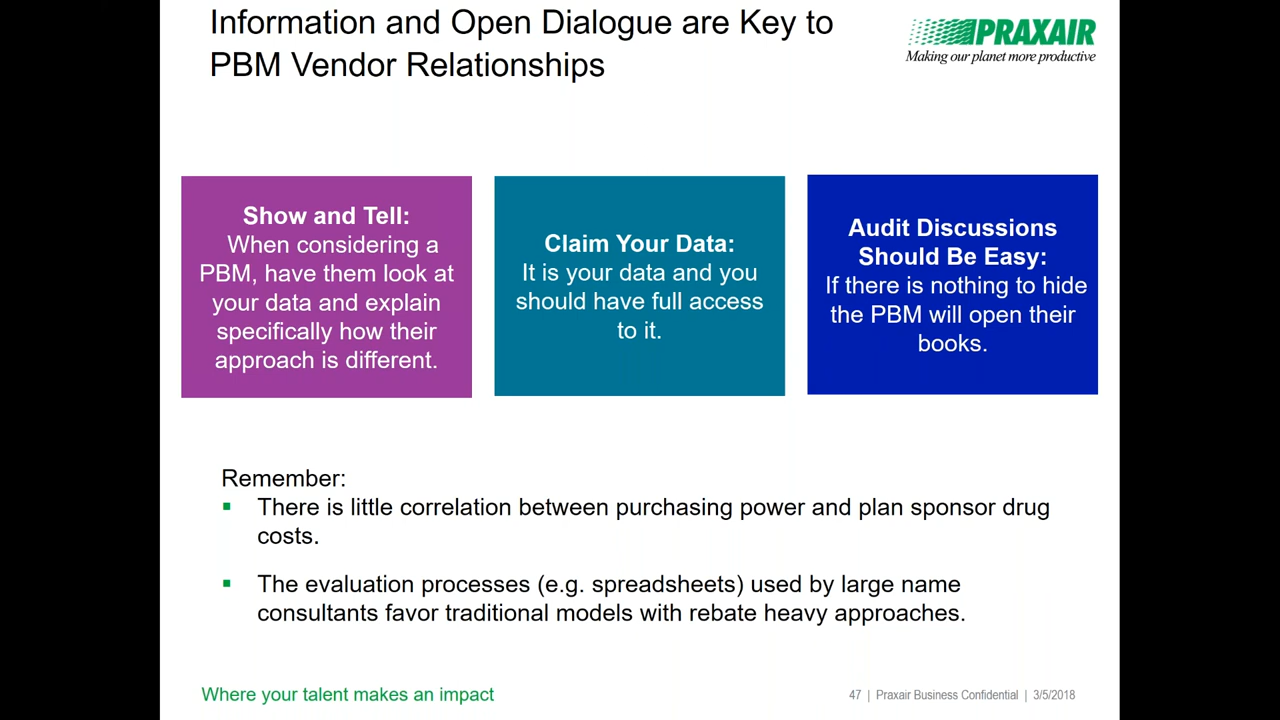 Information and Open Dialogue are Key to
PBM Vendor Relationships
PRAXAIR
Making our planet more productive
Show and Tell:
When considering a
PBM, have them look at
your data and explain
specifically how their
approach is different.
Claim Your Data:
It is your data and you
should have full access
to it.
Audit Discussions
Should Be Easy:
If there is nothing to hide
the PBM will open their
books.
Remember:
There is little correlation between purchasing power and plan sponsor drug
costs.
The evaluation processes (e.g. spreadsheets) used by large name
consultants favor traditional models with rebate heavy approaches.
Where your talent makes an impact
47 | Praxair Business Confidential | 3/5/2018